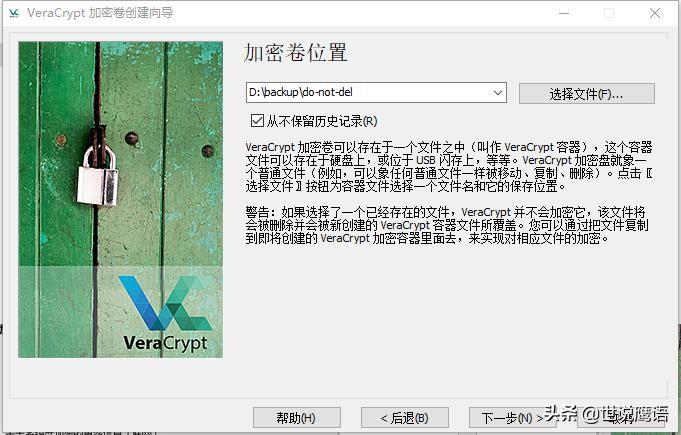 VeraCrypt 加密卷创建向导
加密卷位置
D:\backup\do-not-del
选择文件(F)...
从不保留历史记录(R)
VeraCrypt 加密卷可以存在于一个文件之中（叫作 VeraCrypt 容器），这个容器
文件可以存在于硬盘上，或位于 USB 闪存上，等等。VeraCrypt 加密盘就象一
个普通文件（例如，可以象任何普通文件一样被移动、复制、删除）。点击〖
选择文件〗按钮为容器文件选择一个文件名和它的保存位置。
警告：如果选择了一个已经存在的文件，VeraCrypt 并不会加密它，该文件将
会被删除并会被新创建的 VeraCrypt 容器文件所覆盖。您可以通过把文件复制
到即将创建的 VeraCrypt 加密容器里面去，来实现对相应文件的加密。
VeraCrypt
帮助(H)
< 后退(B)
下一步(N) >
头条 @世说鹰语